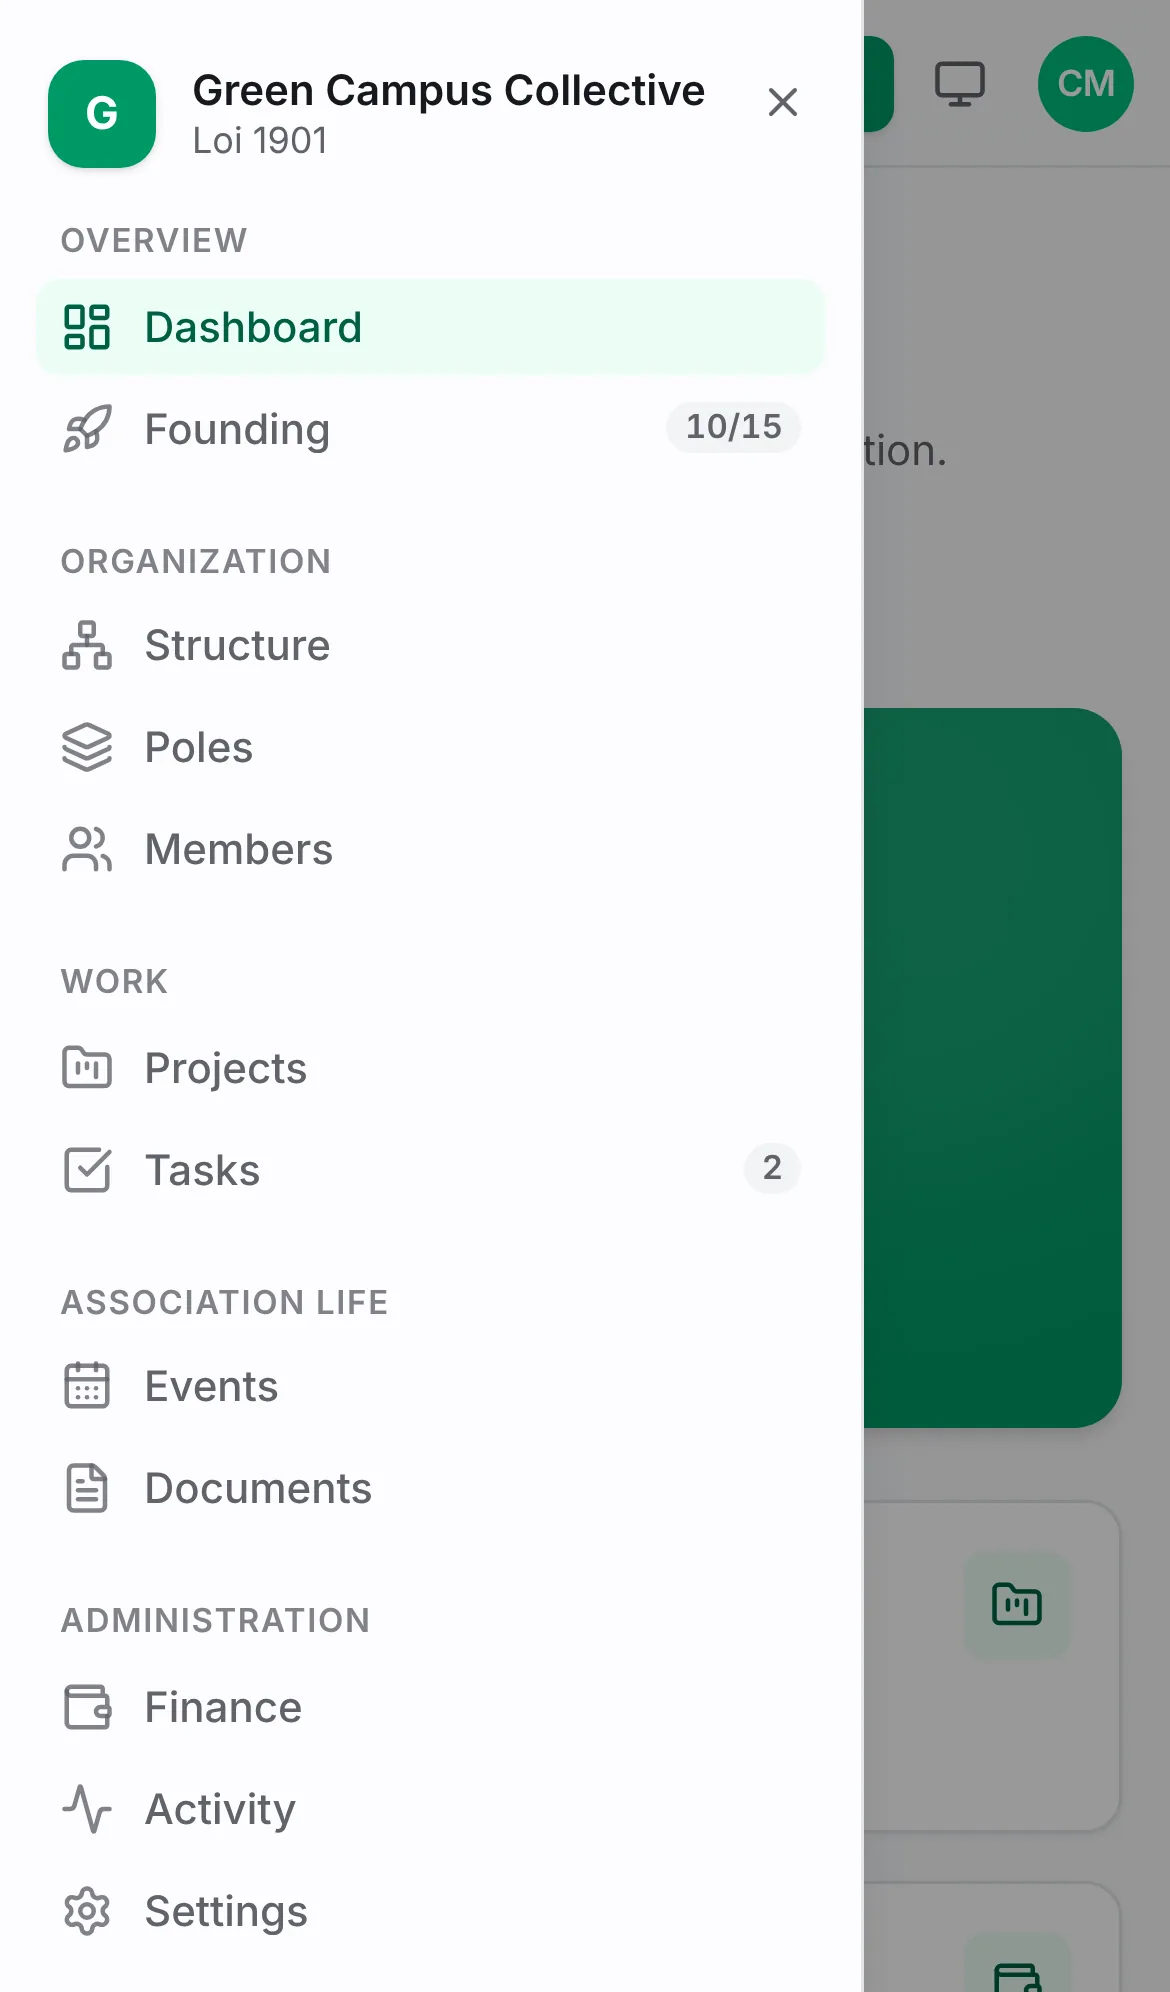 G
Green Campus Collective
Loi 1901
CM
OVERVIEW
Dashboard
Founding
10/15
tion.
ORGANIZATION
Structure
Poles
Members
WORK
Projects
Tasks
2
ASSOCIATION LIFE
Events
Documents
ADMINISTRATION
Finance
Activity
Settings